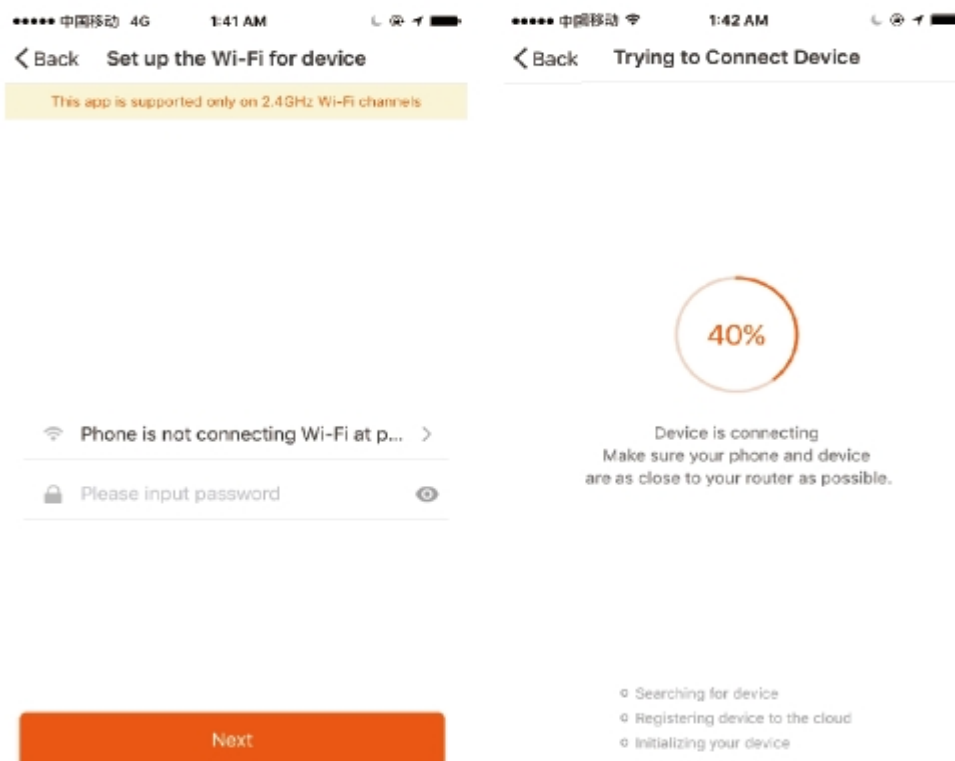 中国移动 4G 1:41 AM
Back Set up the Wi-Fi for device
This app is supported only on 2.4GHz Wi-Fi channels
Phone is not connecting Wi-Fi at p...
Please input password
Next
中国移动 1:42 AM
Back Trying to Connect Device
40%
Device is connecting
Make sure your phone and device
are as close to your router as possible.
Searching for device
Registering device to the cloud
Initializing your device